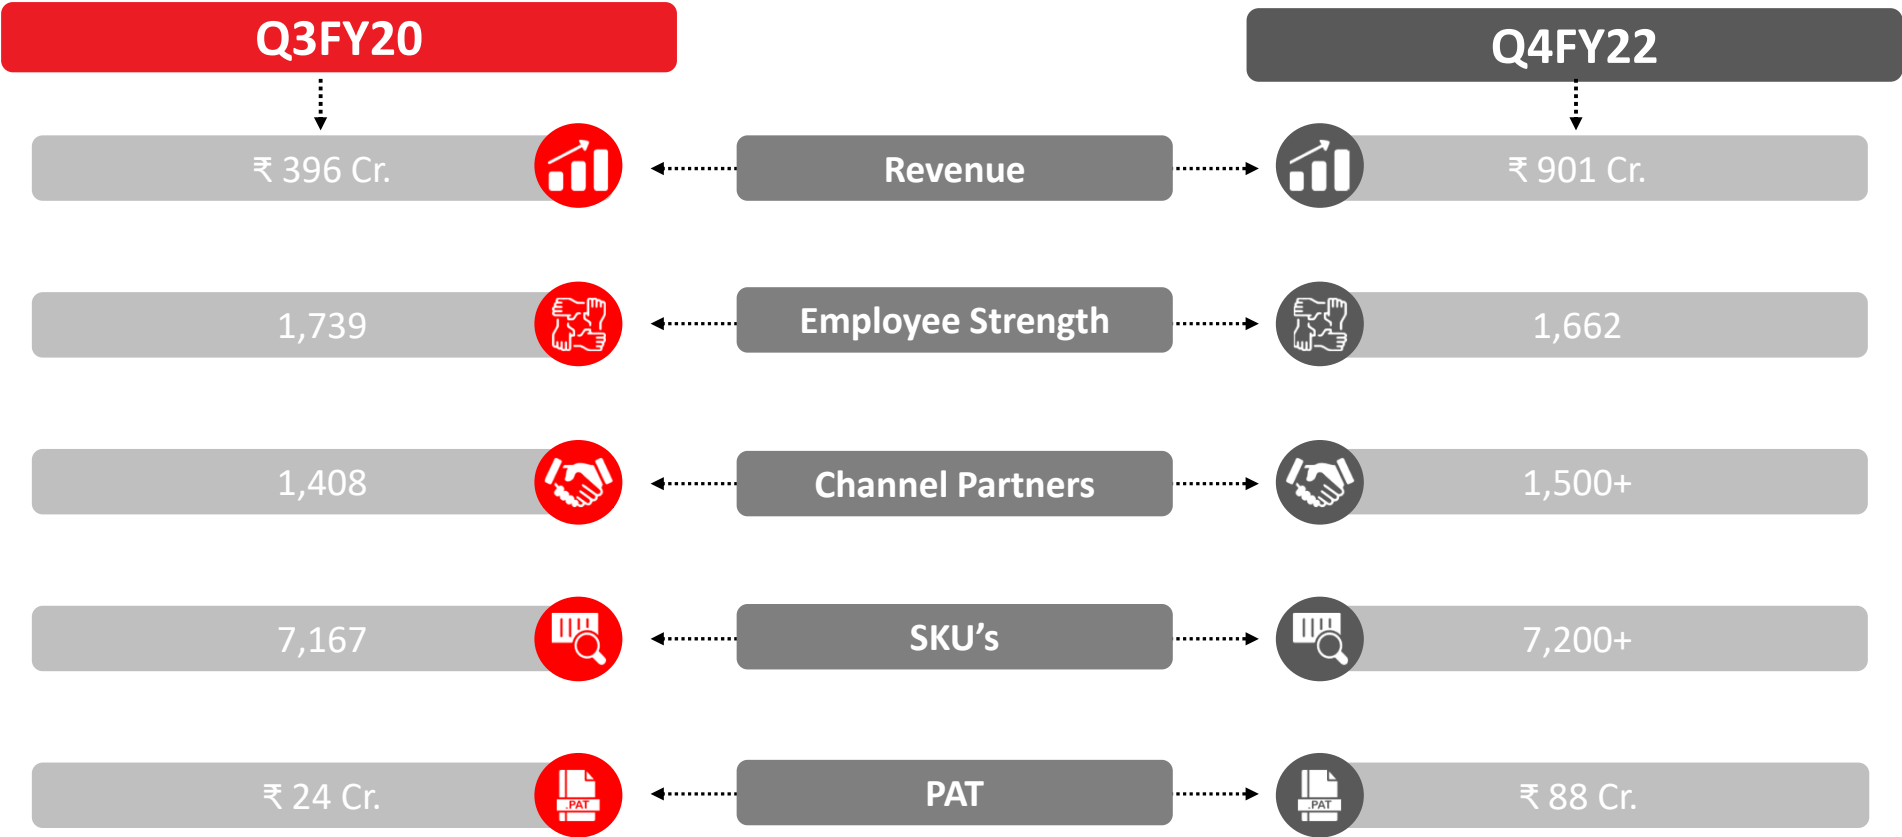 Q3FY20
Q4FY22
₹ 396 Cr.
Revenue
₹ 901 Cr.
1,739
Employee Strength
1,662
1,408
Channel Partners
1,500+
7,167
SKU’s
7,200+
₹ 24 Cr.
.PAT
PAT
.PAT
₹ 88 Cr.